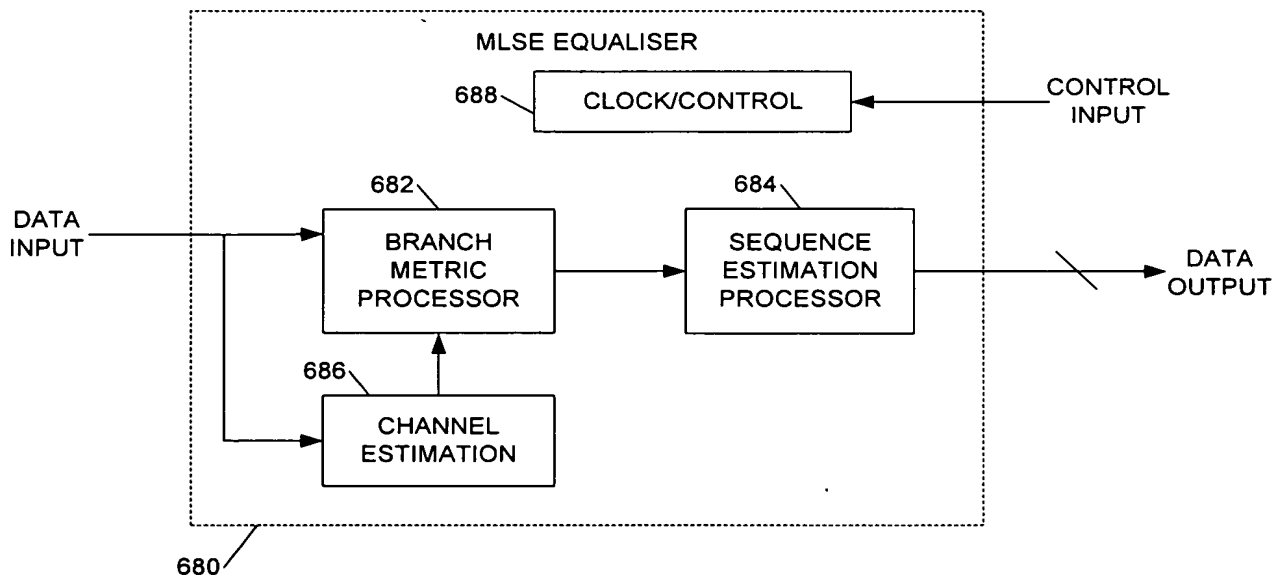 MLSE EQUALISER
688
CLOCK/CONTROL
CONTROL
INPUT
682
684
DATA
INPUT
BRANCH
METRIC
PROCESSOR
SEQUENCE
ESTIMATION
PROCESSOR
DATA
OUTPUT
686
CHANNEL
ESTIMATION
680